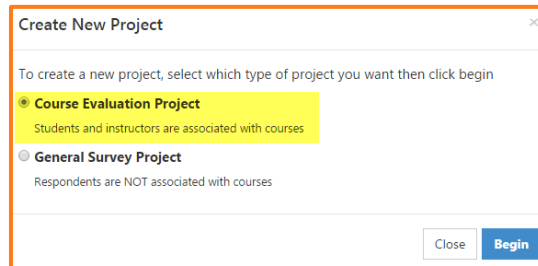 Create New Project
×
To create a new project, select which type of project you want then click begin
Course Evaluation Project
Students and instructors are associated with courses
General Survey Project
Respondents are NOT associated with courses
Close Begin